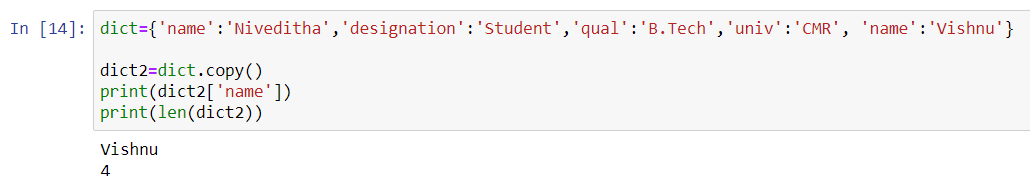 In [14]: dict={'name':'Niveditha','designation':'Student','qual':'B.Tech','univ':'CMR', 'name':'Vishnu'}
dict2=dict.copy()
print(dict2['name'])
print(len(dict2))
Vishnu
4